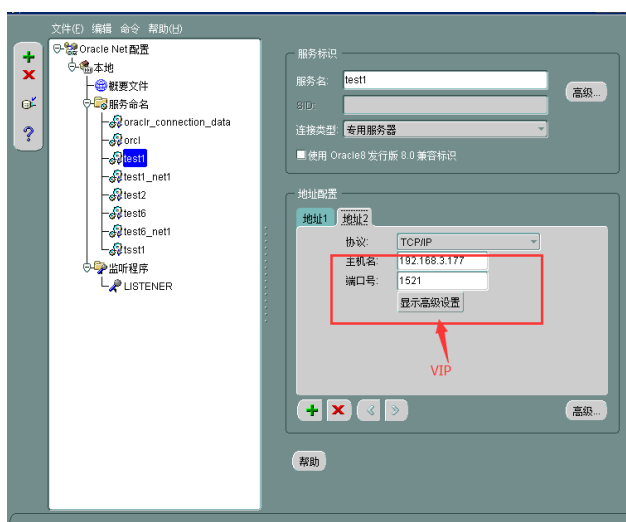 文件(F) 编辑 命令 帮助(H)
Oracle Net 配置
本地
概要文件
服务命名
oraclr_connection_data
orcl
test1
test1_net1
test2
test6
test6_net1
tsst1
监听程序
LISTENER
服务标识
服务名: test1
SID:
高级...
连接类型: 专用服务器
使用 Oracle8 发行版 8.0 兼容标识
地址配置
地址1 地址2
协议: TCP/IP
主机名: 192.168.3.177
端口号: 1521
显示高级设置
VIP
高级...
帮助